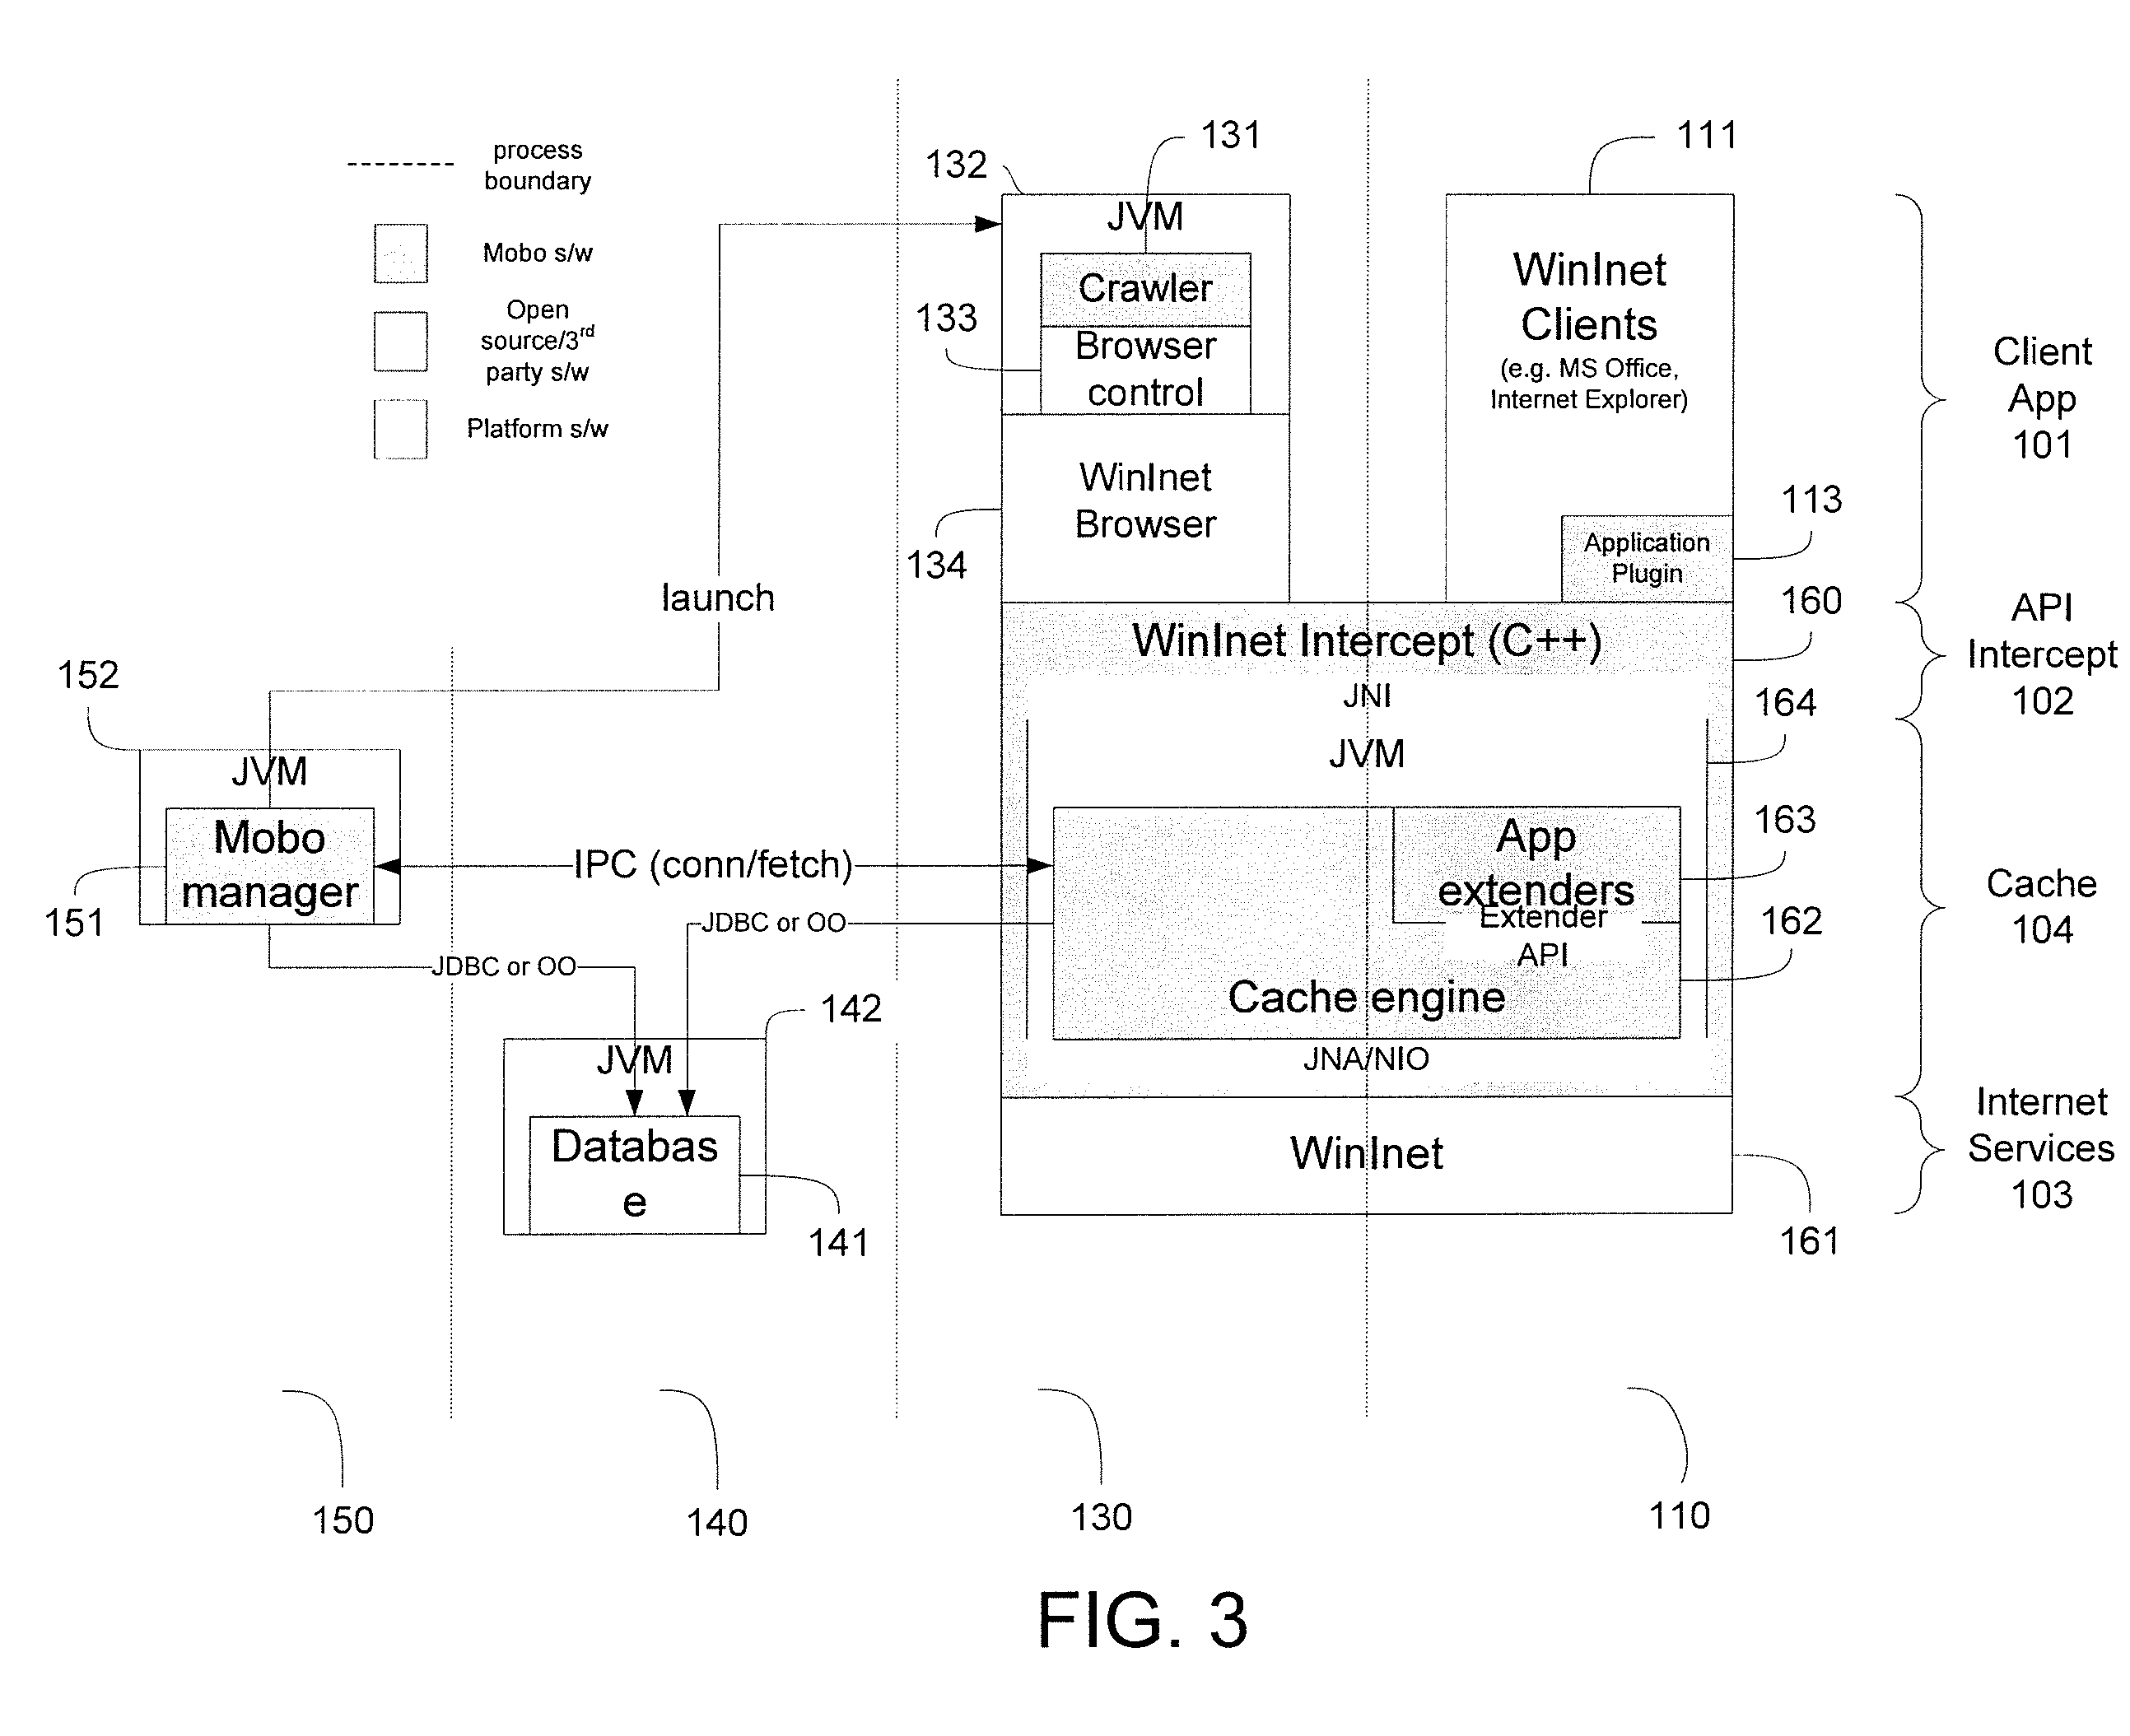 process
boundary
Mobo s/w
Open
source/3rd
party s/w
Platform s/w
132
131
111
JVM
Crawler
133
Browser
control
WinInet
Browser
134
WinInet
Clients
(e.g. MS Office,
Internet Explorer)
113
Application
Plugin
Client
App
101
launch
160
WinInet Intercept (C++)
JNI
API
Intercept
102
164
JVM
152
JVM
Mobo
manager
151
IPC (conn/fetch)
JDBC or OO
JDBC or OO
App
extenders
Extender
API
163
162
Cache engine
Cache
104
142
JVM
Databas
e
141
JNA/NIO
WinInet
161
Internet
Services
103
150
140
130
110
FIG. 3